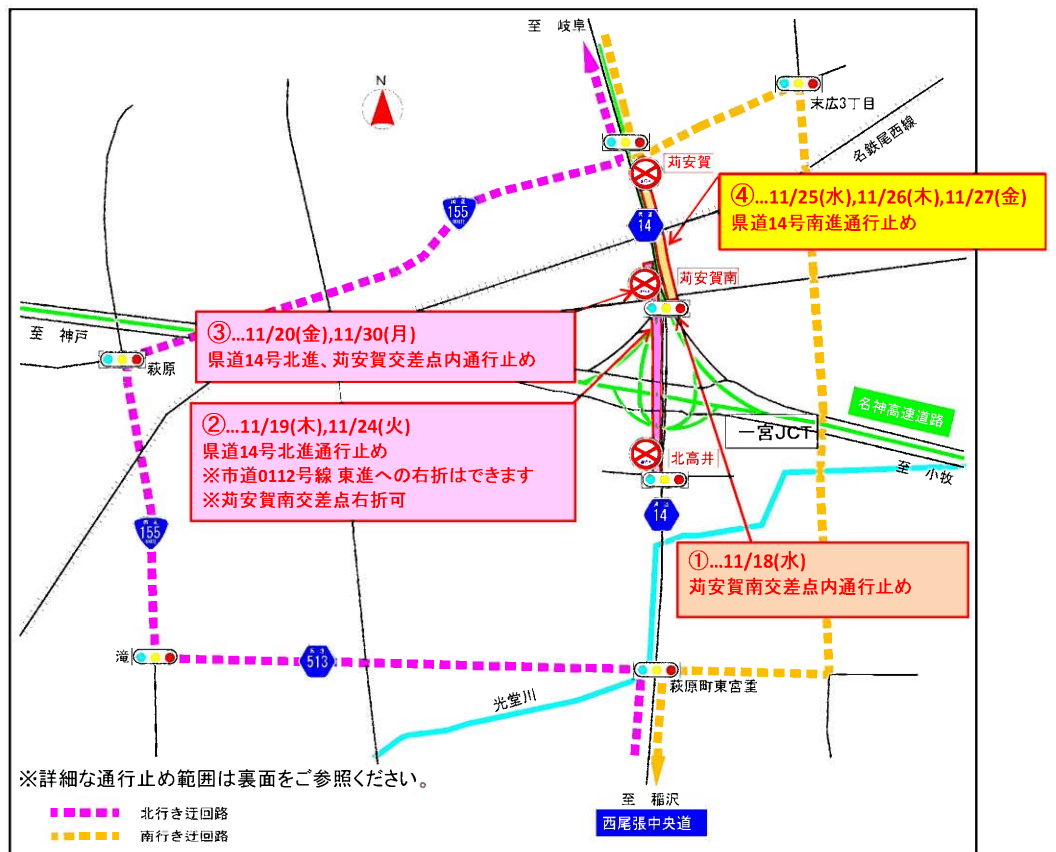 至 岐阜
N
末広3丁目
名鉄尾西線
苅安賀
155
14
④…11/25(水),11/26(木),11/27(金)
県道14号南進通行止め
苅安賀南
至 神戸
萩原
③…11/20(金),11/30(月)
県道14号北進、苅安賀交差点内通行止め
②…11/19(木),11/24(火)
県道14号北進通行止め
※市道0112号線 東進への右折はできます
※苅安賀南交差点右折可
名神高速道路
一宮JCT
至 小牧
北高井
14
155
①…11/18(水)
苅安賀南交差点内通行止め
滝
513
萩原町東宮重
光堂川
※詳細な通行止め範囲は裏面をご参照ください。
北行き迂回路
南行き迂回路
至 稲沢
西尾張中央道